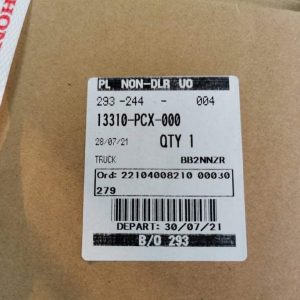 PL NON-DLR UO
293-244 - 004
13310-PCX-000
28/07/21 QTY 1
TRUCK BB2NNZR
Ord: 22104008210 00030
279
DEPART: 30/07/21
B/O 293